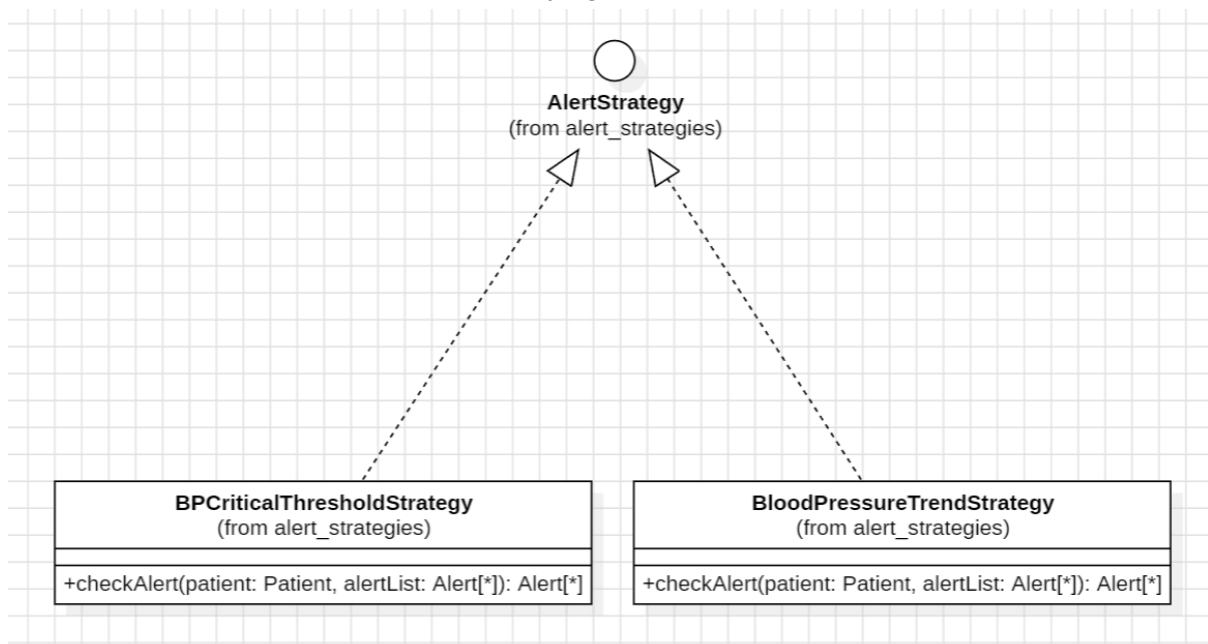 AlertStrategy
(from alert_strategies)
BPCriticalThresholdStrategy
(from alert_strategies)
+checkAlert(patient: Patient, alertList: Alert[*]): Alert[*]
BloodPressureTrendStrategy
(from alert_strategies)
+checkAlert(patient: Patient, alertList: Alert[*]): Alert[*]